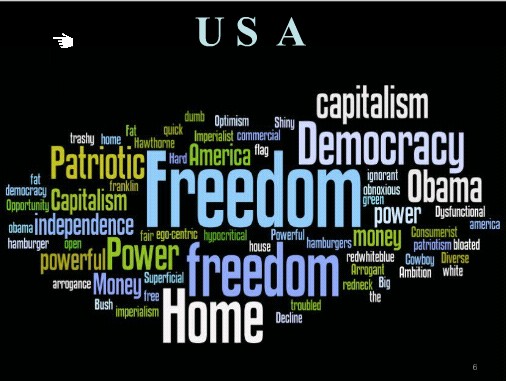 U S A
capitalism
dumb Optimism Shiny
Fat quick Imperialist commercial
trashy home Hawthorne flag Democracy
Patriotic Hard America
fat franklin Freedom ignorant
democracy obnoxious Obama
Opportunity Capitalism green
obama independence power Dysfunctional
america
fair ego-centric hypocritical Powerful money Consumerist
hamburger open house hamburgers patriotism bloated
powerful Power freedom redwhiteblue Cowboy Diverse
Arrogant Ambition white
arrogance Money Superficial redneck Big
Bush free Home troubled the
imperialism Decline
6